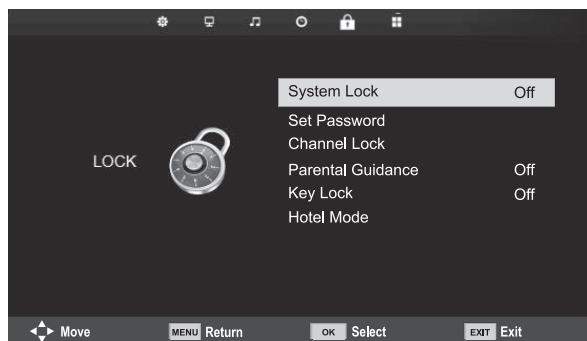 System Lock Off
Set Password
Channel Lock
LOCK
Parental Guidance Off
Key Lock Off
Hotel Mode
Move MENU Return OK Select EXIT Exit